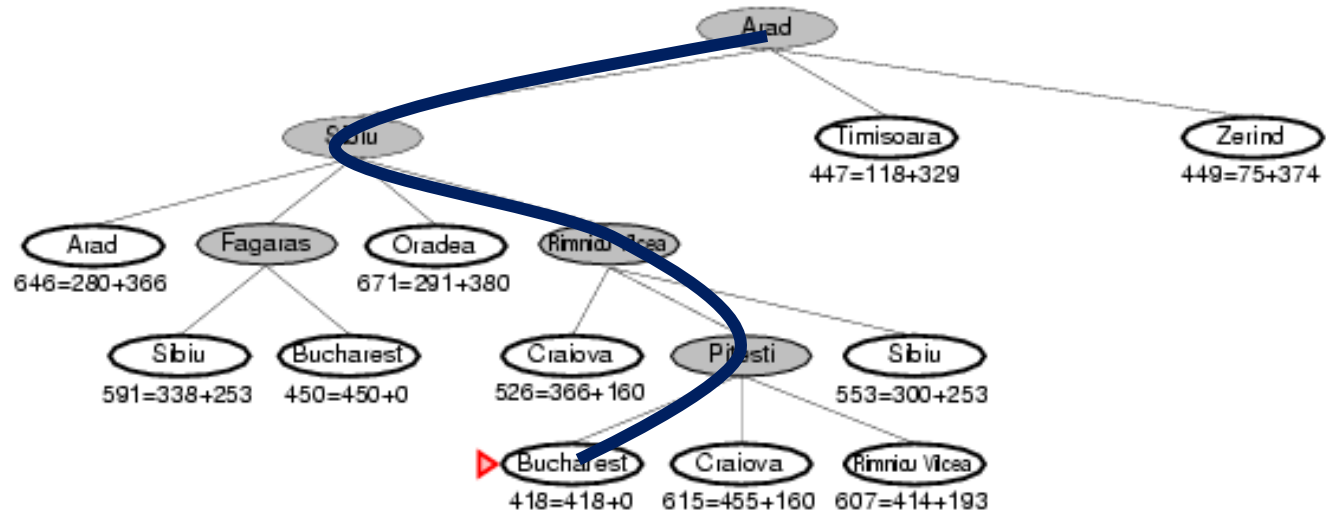 Arad
Sibiu
Timisoara
Zerind
447=118+329
449=75+374
Arad
Fagaras
Oradea
Rimnicu Vilcea
646=280+366
671=291+380
Sibiu
Bucharest
Craiova
Pitesti
Sibiu
591=338+253
450=450+0
526=366+160
553=300+253
Bucharest
Craiova
Rimnicu Vilcea
418=418+0
615=455+160
607=414+193